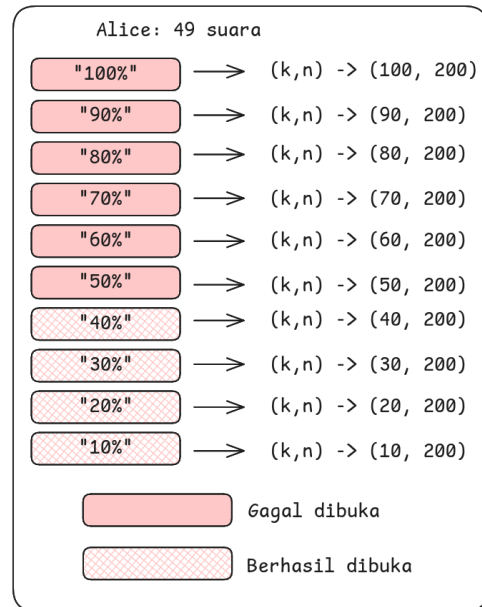 Alice: 49 suara
"100%" (k,n) -> (100, 200)
"90%" (k,n) -> (90, 200)
"80%" (k,n) -> (80, 200)
"70%" (k,n) -> (70, 200)
"60%" (k,n) -> (60, 200)
"50%" (k,n) -> (50, 200)
"40%" (k,n) -> (40, 200)
"30%" (k,n) -> (30, 200)
"20%" (k,n) -> (20, 200)
"10%" (k,n) -> (10, 200)
Gagal dibuka
Berhasil dibuka